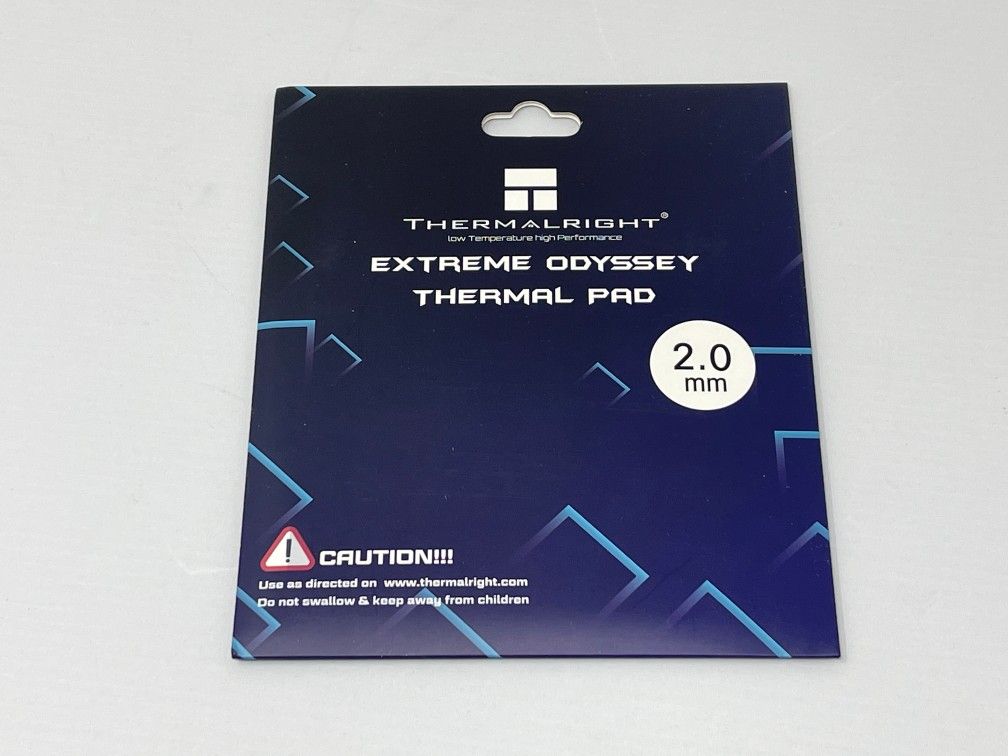 THERMALRIGHT®
low Temperature high Performance
EXTREME ODYSSEY
THERMAL PAD
2.0
mm
! CAUTION!!!
Use as directed on www.thermalright.com
Do not swallow & keep away from children